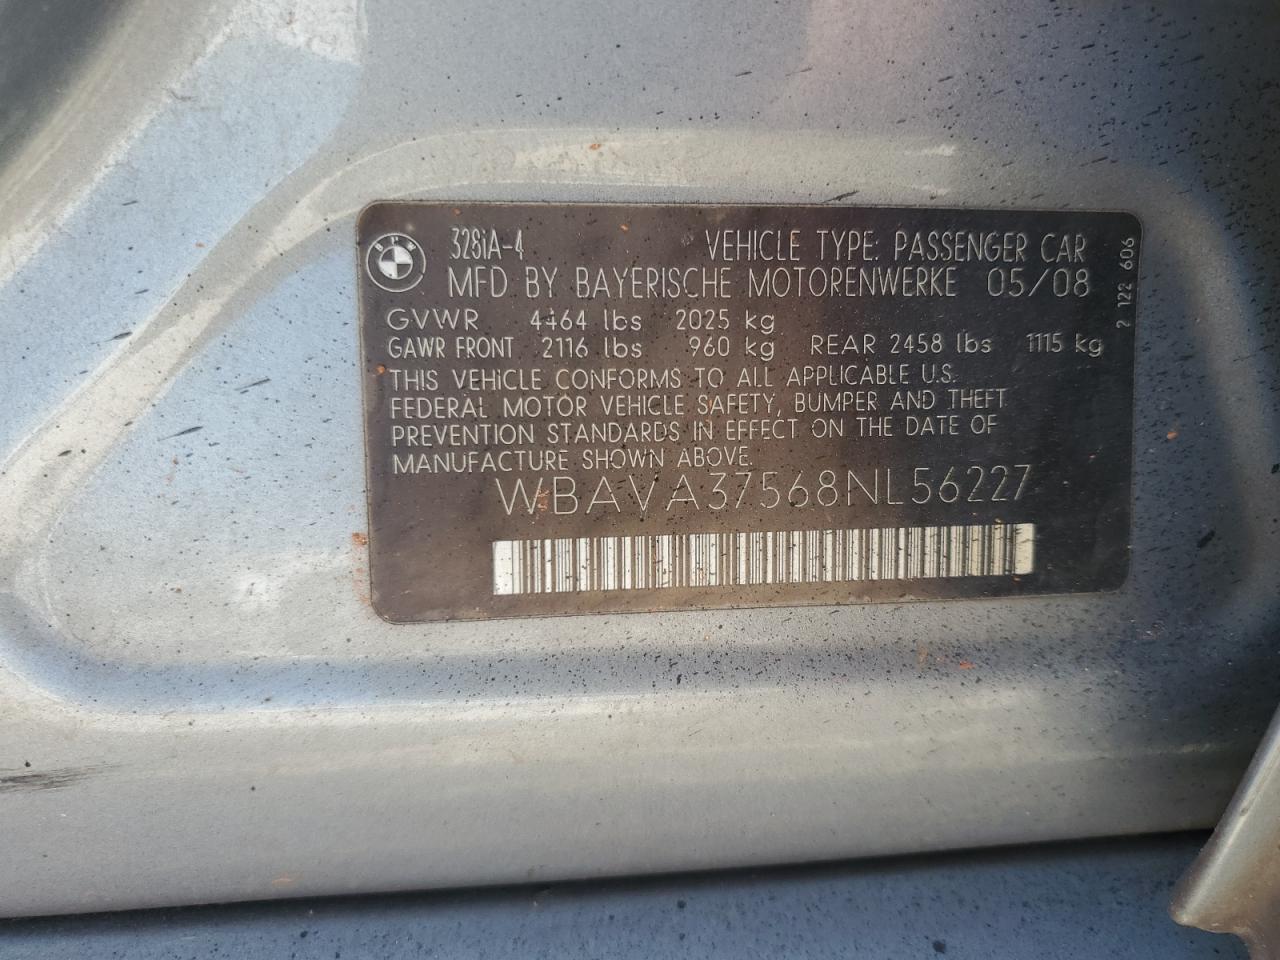 BMW
328iA-4 VEHICLE TYPE: PASSENGER CAR
MFD BY BAYERISCHE MOTORENWERKE 05/08
GVWR 4464 lbs 2025 kg
GAWR FRONT 2116 lbs 960 kg REAR 2458 lbs 1115 kg
THIS VEHICLE CONFORMS TO ALL APPLICABLE U.S.
FEDERAL MOTOR VEHICLE SAFETY, BUMPER AND THEFT
PREVENTION STANDARDS IN EFFECT ON THE DATE OF
MANUFACTURE SHOWN ABOVE.
WBAVA37568NL56227
2 122 606